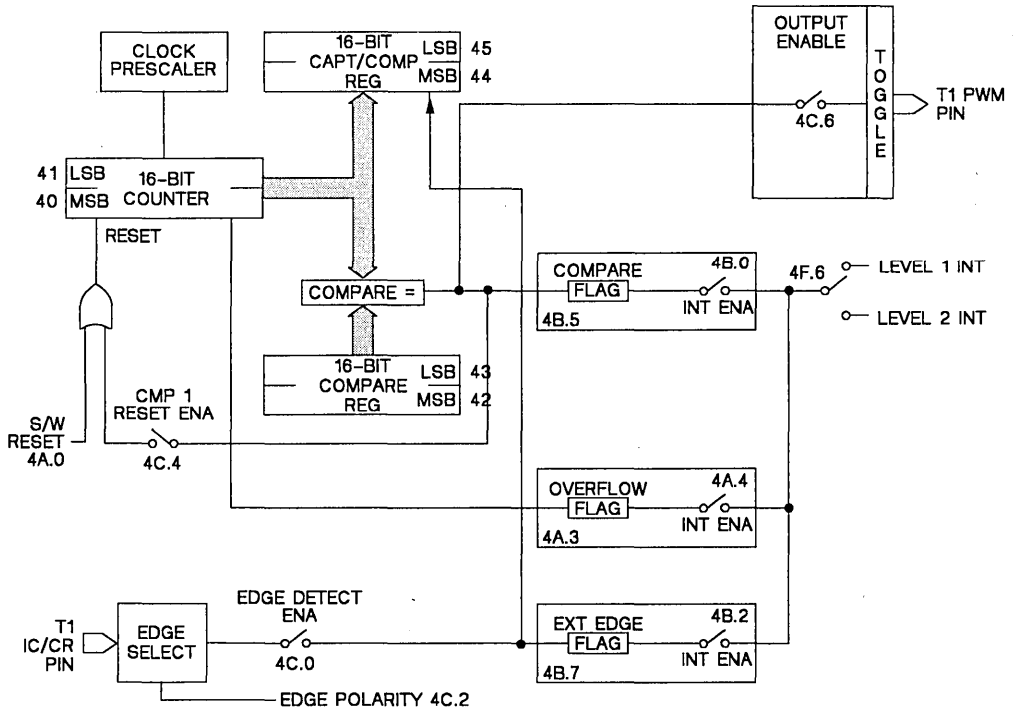 CLOCK
PRESCALER
16-BIT
CAPT/COMP
REG
LSB 45
MSB 44
OUTPUT
ENABLE
4C.6
TOGGLE
T1 PWM
PIN
41 LSB
40 MSB
16-BIT
COUNTER
RESET
COMPARE =
COMPARE
FLAG
4B.0
INT ENA
4B.5
4F.6
LEVEL 1 INT
LEVEL 2 INT
16-BIT
COMPARE
REG
LSB 43
MSB 42
CMP 1
RESET ENA
4C.4
S/W
RESET
4A.0
OVERFLOW
FLAG
4A.4
INT ENA
4A.3
T1
IC/CR
PIN
EDGE
SELECT
EDGE DETECT
ENA
4C.0
EXT EDGE
FLAG
4B.2
INT ENA
4B.7
EDGE POLARITY 4C.2